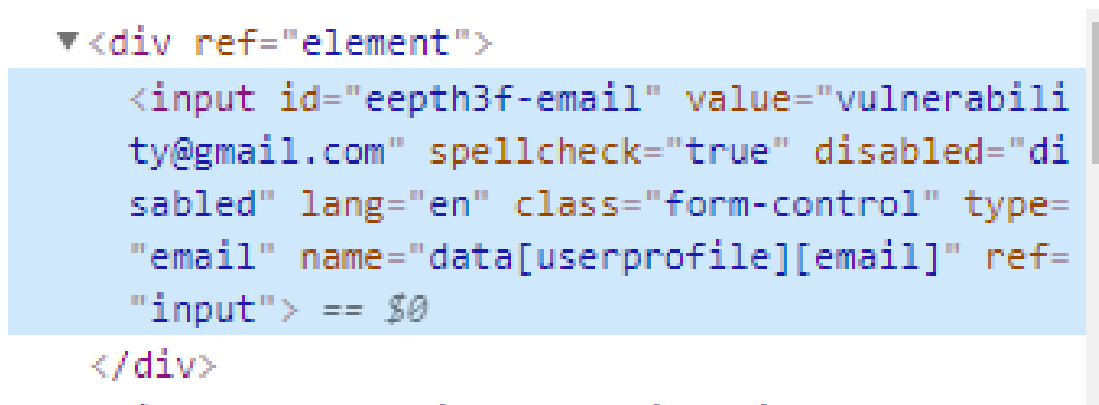 ▼<div ref="element">
<input id="eepth3f-email" value="vulnerabili
ty@gmail.com" spellcheck="true" disabled="di
sabled" lang="en" class="form-control" type=
"email" name="data[userprofile][email]" ref=
"input"> == $0
</div>